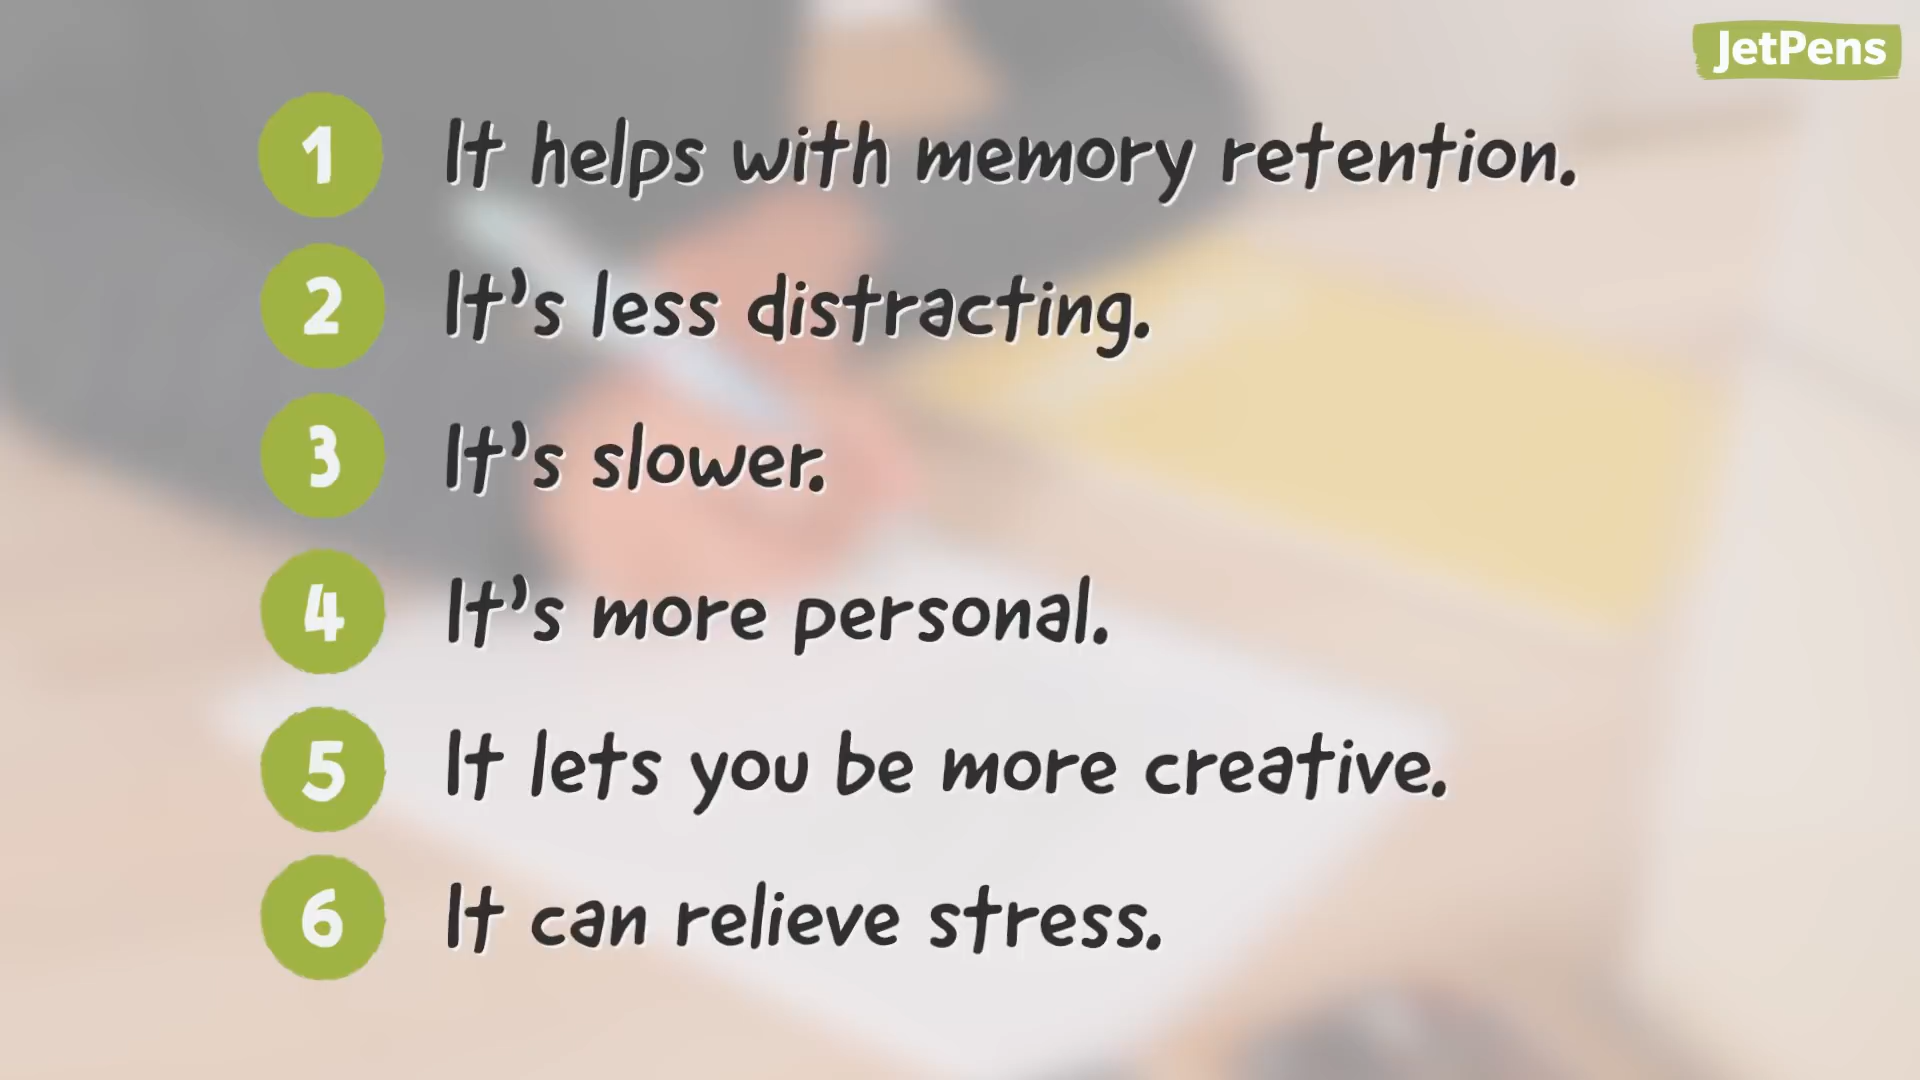 JetPens
1 It helps with memory retention.
2 It's less distracting.
3 It's slower.
4 It's more personal.
5 It lets you be more creative.
6 It can relieve stress.